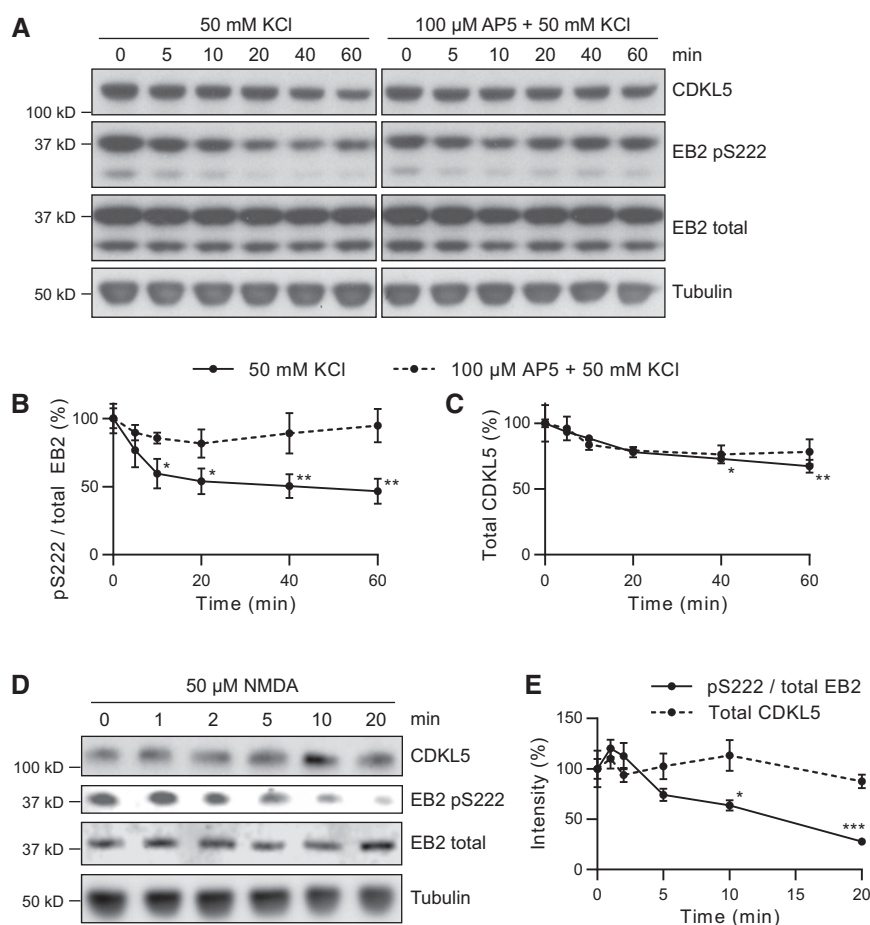 A
50 mM KCl 100 µM AP5 + 50 mM KCl
0 5 10 20 40 60 0 5 10 20 40 60 min
CDKL5
100 kD
37 kD
EB2 pS222
37 kD
EB2 total
50 kD
Tubulin
50 mM KCl 100 µM AP5 + 50 mM KCl
B
pS222 / total EB2 (%)
100
50
0
* * ** **
0 20 40 60
Time (min)
C
Total CDKL5 (%)
100
50
0
* **
0 20 40 60
Time (min)
D
50 µM NMDA
0 1 2 5 10 20 min
CDKL5
100 kD
37 kD
EB2 pS222
37 kD
EB2 total
50 kD
Tubulin
E
pS222 / total EB2
Total CDKL5
Intensity (%)
150
100
50
0
* ***
0 5 10 15 20
Time (min)